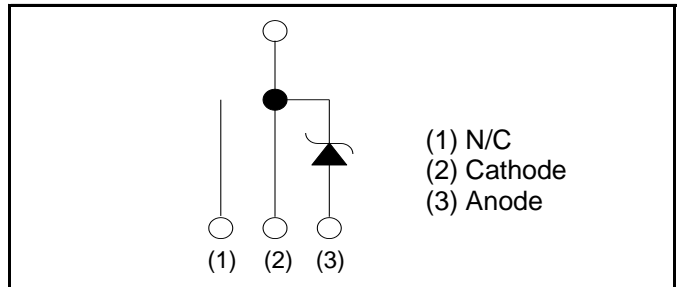 (1) N/C
(2) Cathode
(3) Anode
(1) (2) (3)